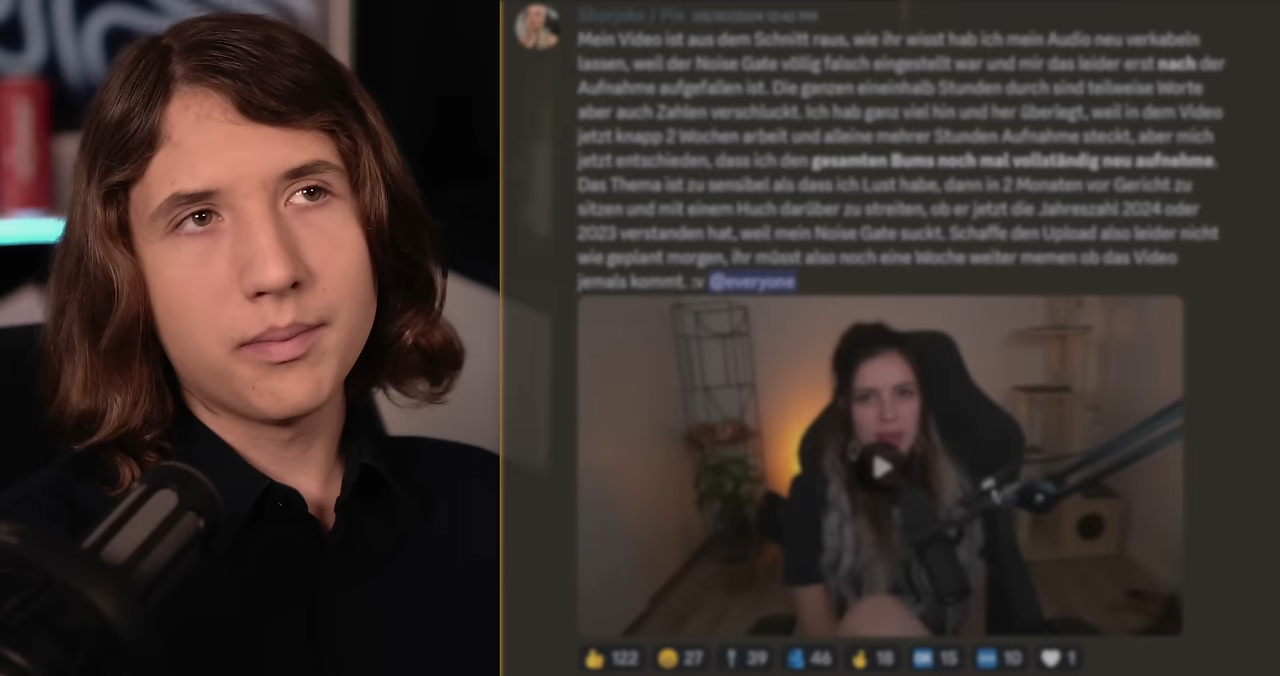 Mein Video ist aus dem Schnitt raus, wie ihr wisst hab ich mein Audio neu verkabeln
lassen, weil der Noise Gate völlig falsch eingestellt war und mir das leider erst nach der
Aufnahme aufgefallen ist. Die ganzen eineinhalb Stunden durch sind teilweise Worte
aber auch Zahlen verschluckt. Ich hab ganz viel hin und her überlegt, weil in dem Video
jetzt knapp 2 Wochen arbeit und alleine mehrer Stunden Aufnahme steckt, aber mich
jetzt entschieden, dass ich den gesamten Bums noch mal vollständig neu aufnehme.
Das Thema ist zu sensibel als dass ich Lust habe, dann in 2 Monaten vor Gericht zu
sitzen und mit einem Huch darüber zu streiten, ob er jetzt die Jahreszahl 2024 oder
2023 verstanden hat, weil mein Noise Gate suckt. Schaffe den Upload also leider nicht
wie geplant morgen, ihr müsst also noch eine Woche weiter memen ob das Video
jemals kommt. :v @everyone
122 27 39 46 18 15 10 1